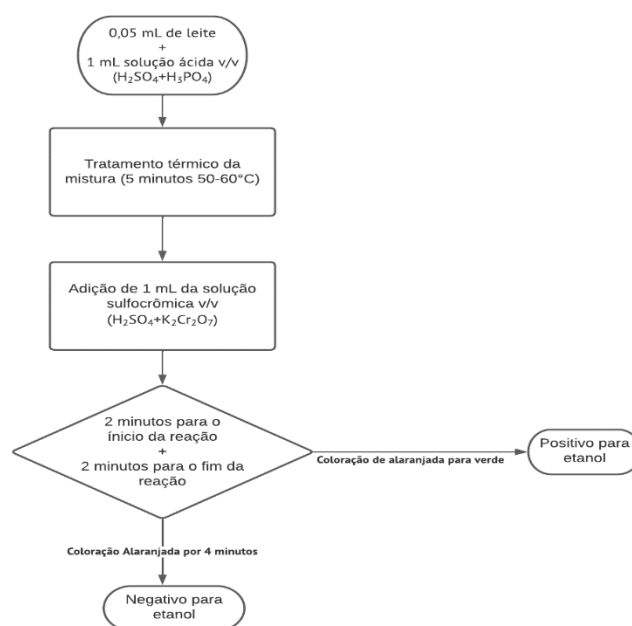 0,05 mL de leite
+
1 mL solução ácida v/v
(H₂SO₄+H₃PO₄)
Tratamento térmico da
mistura (5 minutos 50-60°C)
Adição de 1 mL da solução
sulfocrômica v/v
(H₂SO₄+K₂Cr₂O₇)
2 minutos para o
ínicio da reação
+
2 minutos para o fim da
reação
Coloração de alaranjada para verde
Positivo para
etanol
Coloração Alaranjada por 4 minutos
Negativo para
etanol